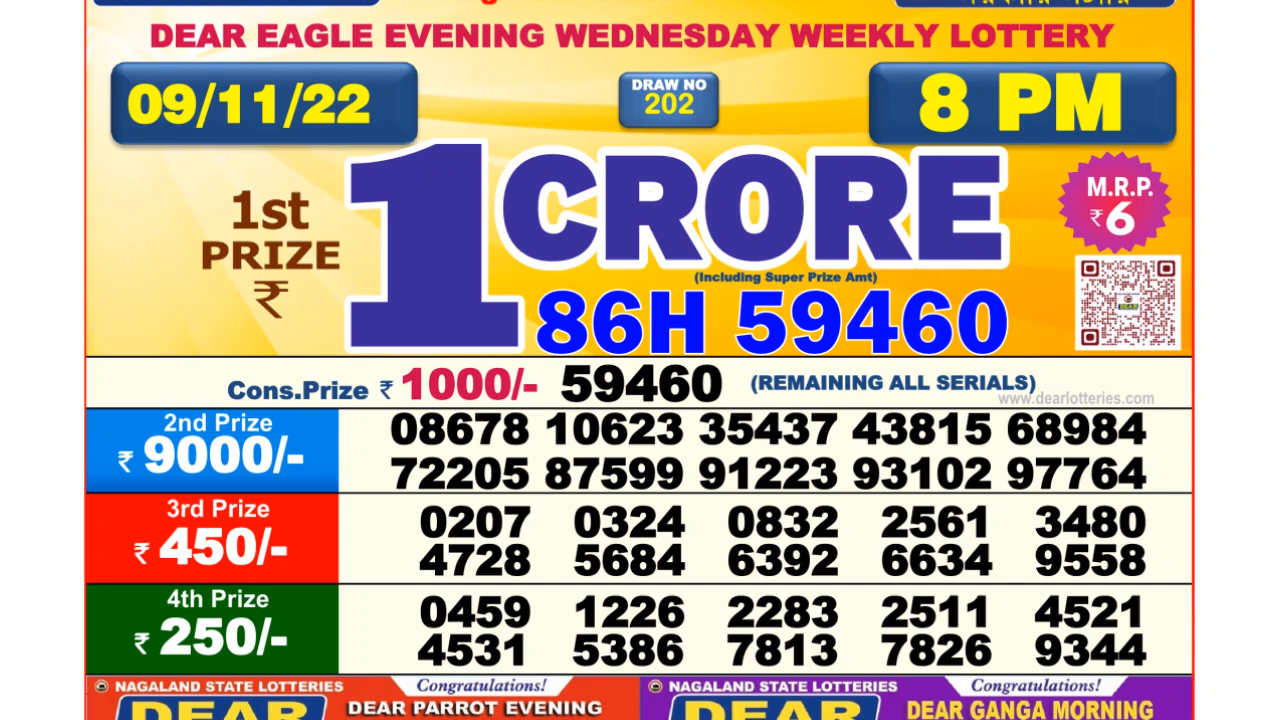 DEAR EAGLE EVENING WEDNESDAY WEEKLY LOTTERY
09/11/22
DRAW NO
202
8 PM
1st
PRIZE
₹
1 CRORE
(Including Super Prize Amt)
86H 59460
M.R.P.
₹6
DEAR
Cons.Prize ₹ 1000/- 59460 (REMAINING ALL SERIALS)
www.dearlotteries.com
2nd Prize
₹ 9000/-
08678 10623 35437 43815 68984
72205 87599 91223 93102 97764
3rd Prize
₹ 450/-
0207 0324 0832 2561 3480
4728 5684 6392 6634 9558
4th Prize
₹ 250/-
0459 1226 2283 2511 4521
4531 5386 7813 7826 9344
NAGALAND STATE LOTTERIES
Congratulations!
DEAR
DEAR PARROT EVENING
NAGALAND STATE LOTTERIES
Congratulations!
DEAR
DEAR GANGA MORNING